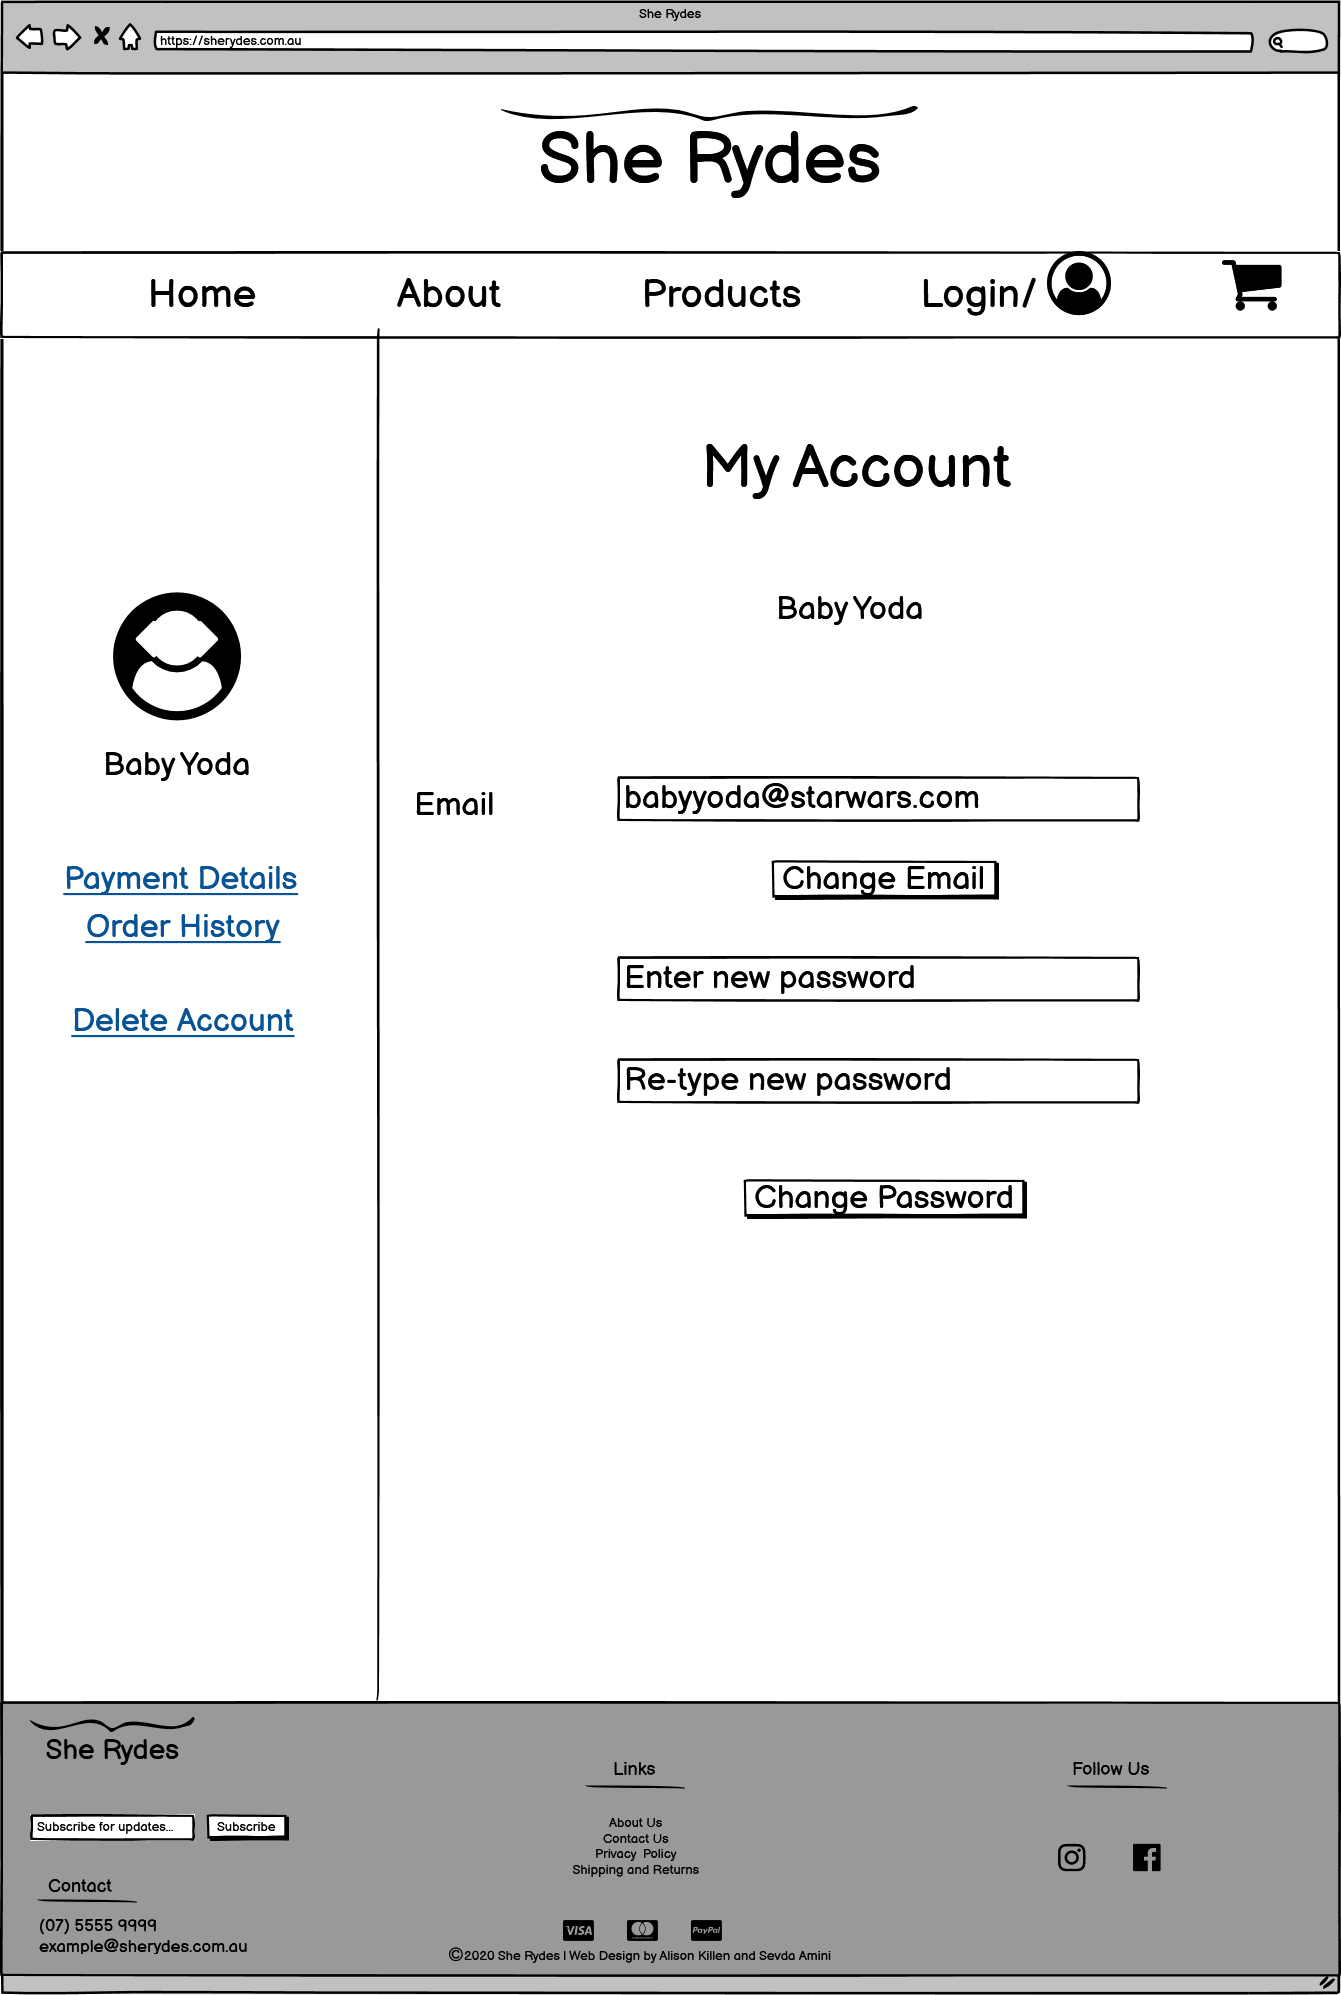 She Rydes
https://sherydes.com.au
She Rydes
Home About Products Login/
My Account
Baby Yoda
Baby Yoda
Email babyyoda@starwars.com
Change Email
Payment Details
Order History
Delete Account
Enter new password
Re-type new password
Change Password
She Rydes
Subscribe for updates... Subscribe
Contact
(07) 5555 9999
example@sherydes.com.au
Links
About Us
Contact Us
Privacy Policy
Shipping and Returns
VISA PayPal
©2020 She Rydes | Web Design by Alison Killen and Sevda Amini
Follow Us